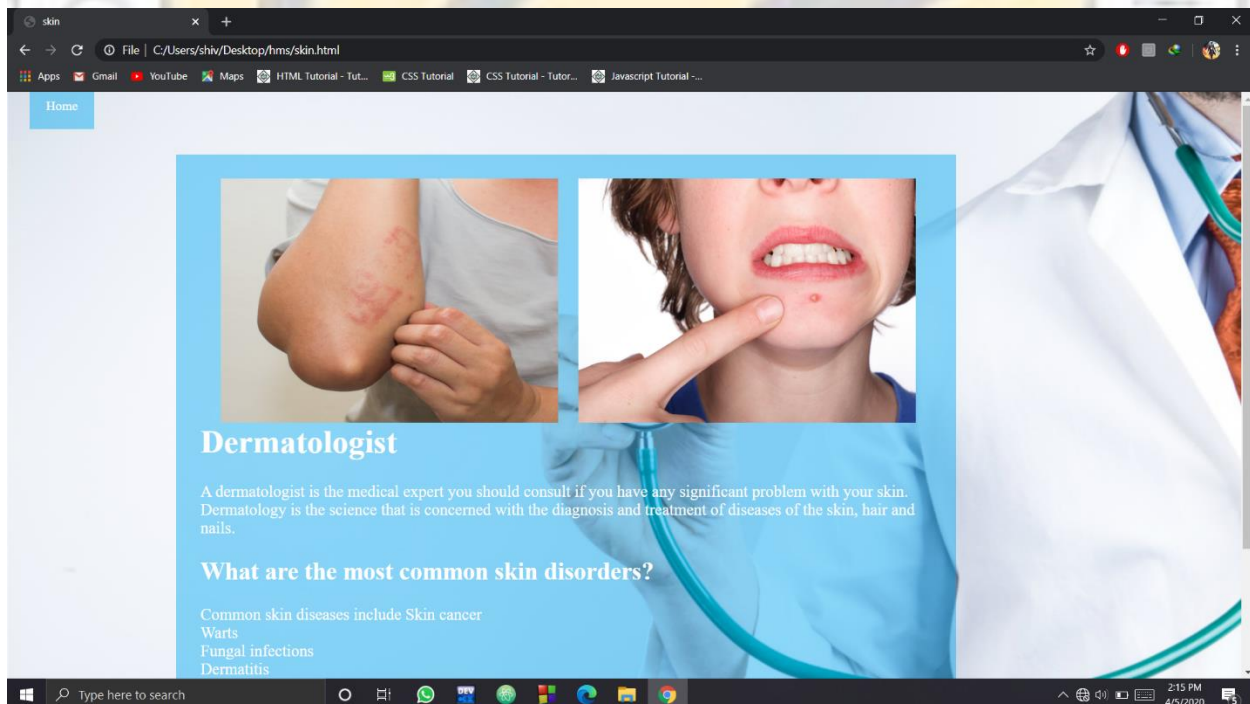 skin
File | C:/Users/shiv/Desktop/hms/skin.html
Apps Gmail YouTube Maps HTML Tutorial - Tut... CSS Tutorial CSS Tutorial - Tutor... Javascript Tutorial -...
Home
Dermatologist
A dermatologist is the medical expert you should consult if you have any significant problem with your skin.
Dermatology is the science that is concerned with the diagnosis and treatment of diseases of the skin, hair and
nails.
What are the most common skin disorders?
Common skin diseases include Skin cancer
Warts
Fungal infections
Dermatitis
Type here to search
DEV
2:15 PM
4/5/2020